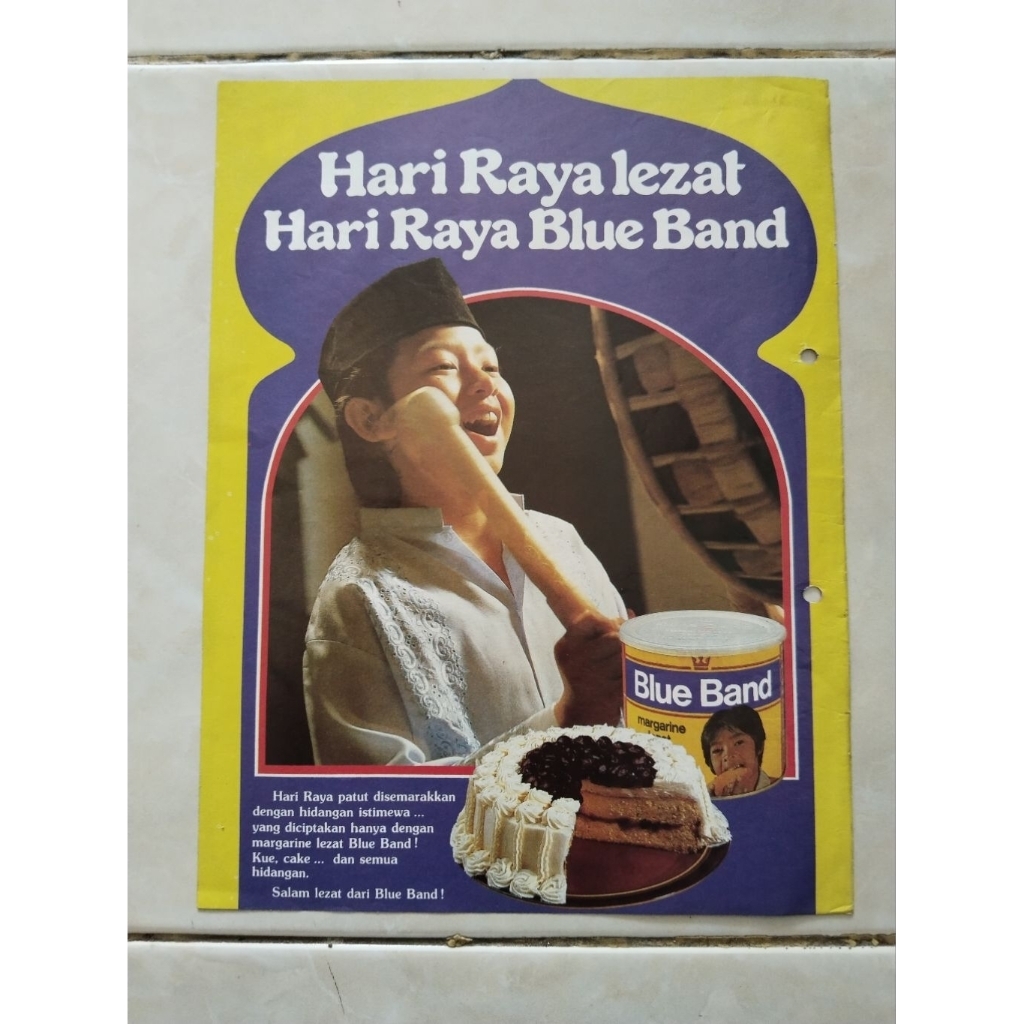 Hari Raya lezat
Hari Raya Blue Band
Blue Band
margarine
Hari Raya patut disemarakkan
dengan hidangan istimewa ...
yang diciptakan hanya dengan
margarine lezat Blue Band!
Kue, cake ... dan semua
hidangan.
Salam lezat dari Blue Band!